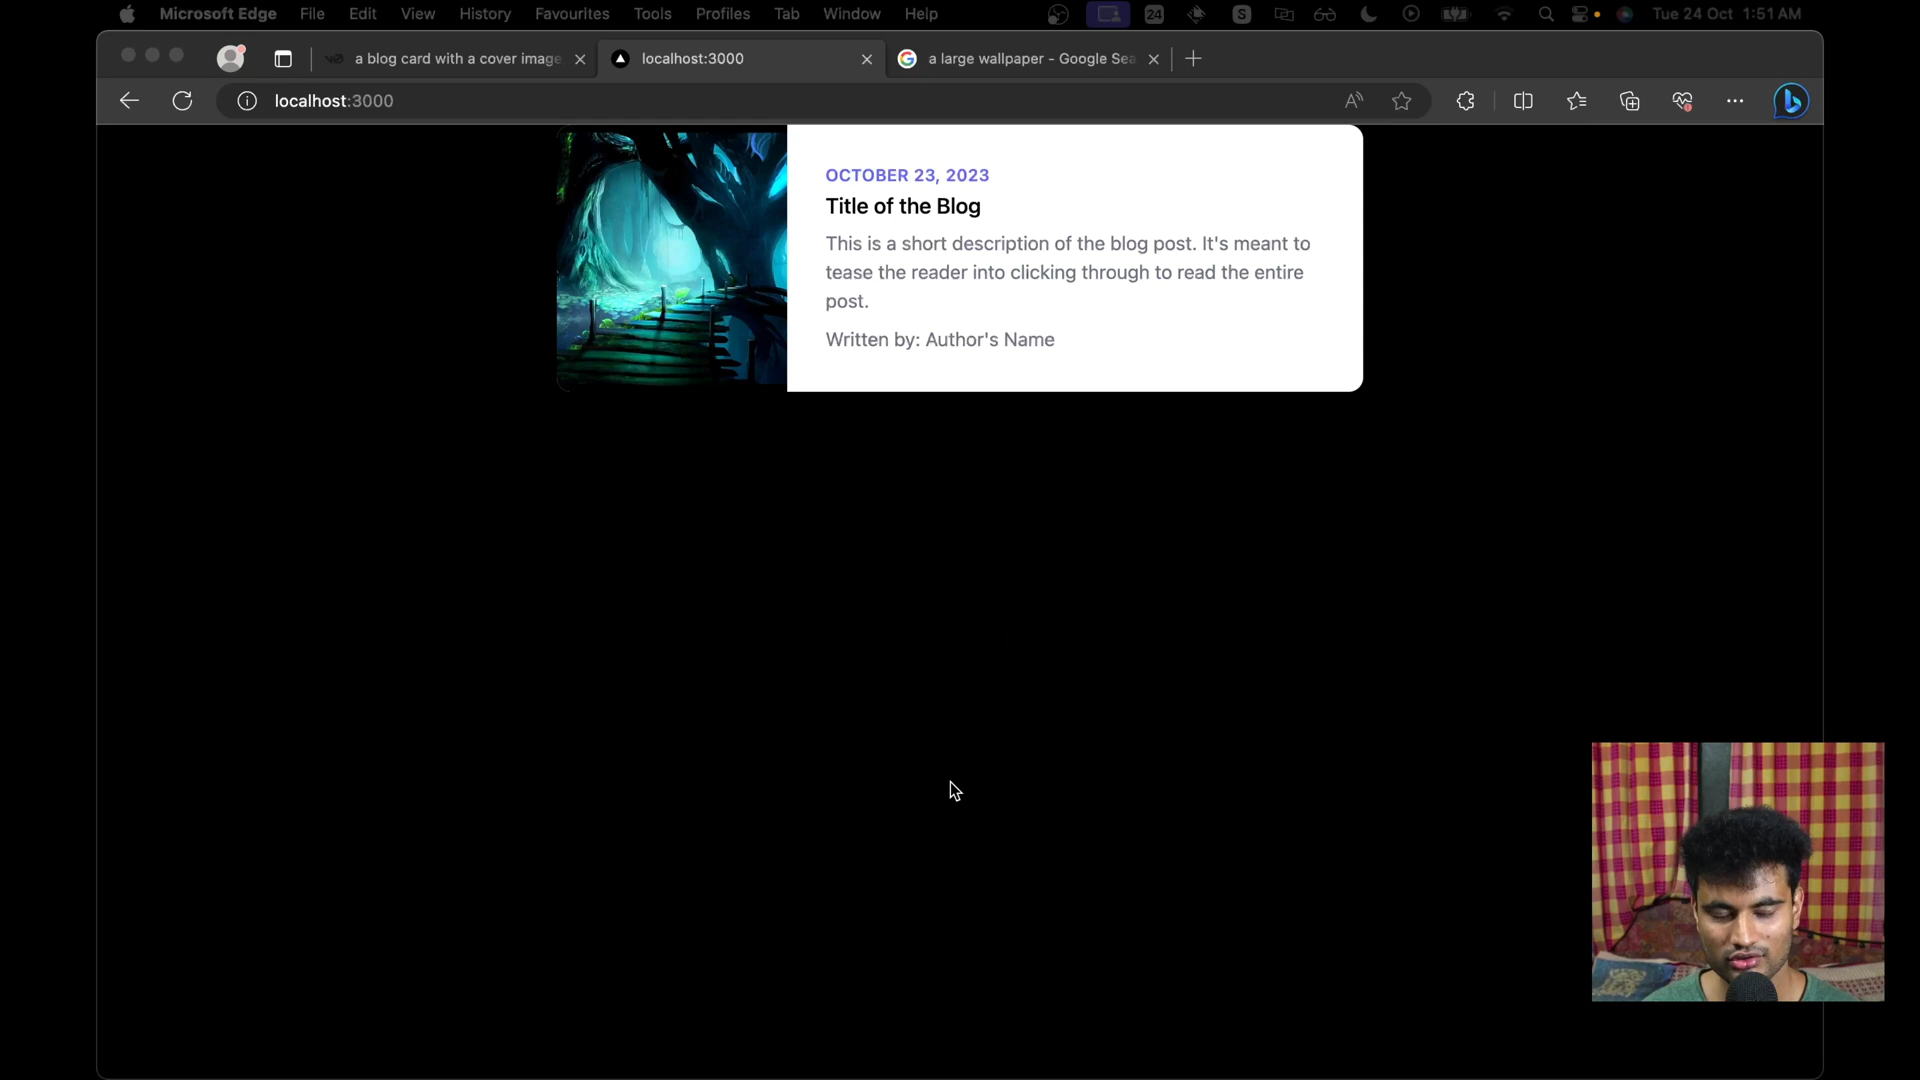 Microsoft Edge File Edit View History Favourites Tools Profiles Tab Window Help 24 S Tue 24 Oct 1:51 AM
a blog card with a cover image localhost:3000 a large wallpaper - Google Sea
localhost:3000
OCTOBER 23, 2023
Title of the Blog
This is a short description of the blog post. It's meant to
tease the reader into clicking through to read the entire
post.
Written by: Author's Name